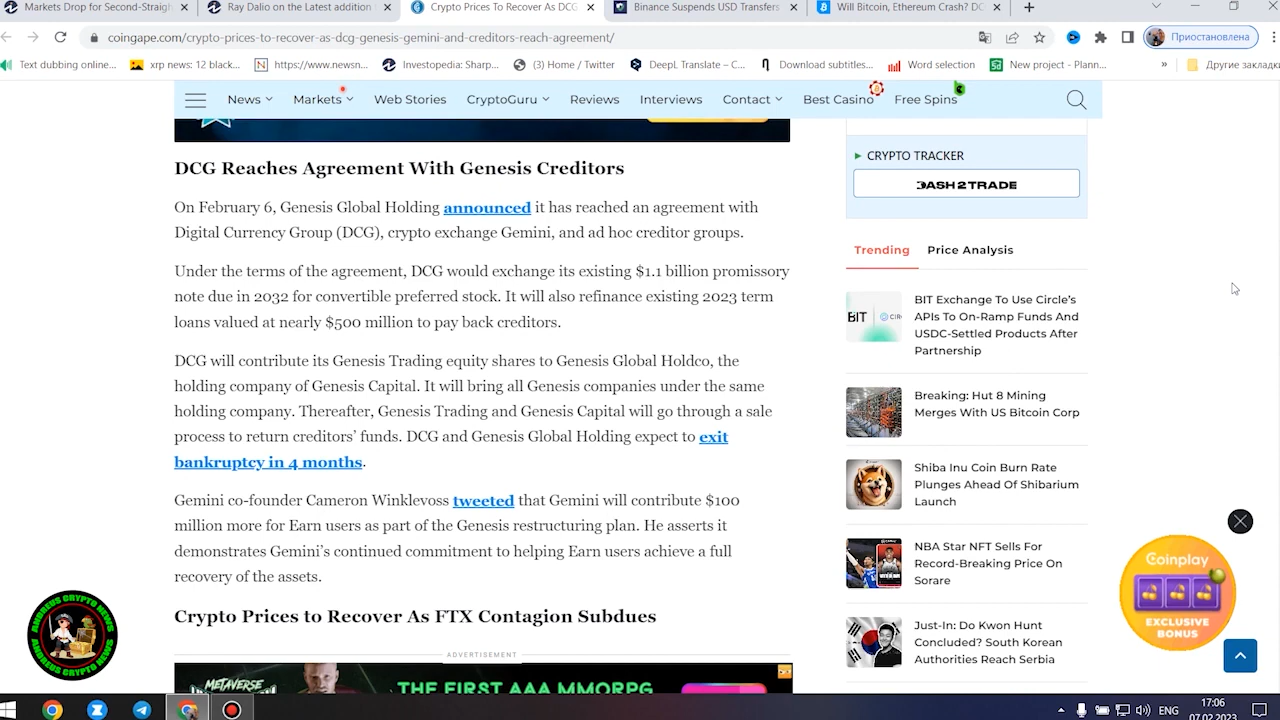 Markets Drop for Second-Straigh
Ray Dalio on the Latest addition
Crypto Prices To Recover As DCG
Binance Suspends USD Transfers
Will Bitcoin, Ethereum Crash? DC
coingape.com/crypto-prices-to-recover-as-dcg-genesis-gemini-and-creditors-reach-agreement/
Приостановлена
Text dubbing online...
xrp news: 12 black...
https://www.newsn...
Investopedia: Sharp...
(3) Home / Twitter
DeepL Translate – C...
Download subtitles...
Word selection
New project - Plann...
»
Другие закладки
News
Markets
Web Stories
CryptoGuru
Reviews
Interviews
Contact
Best Casino
Free Spins
DCG Reaches Agreement With Genesis Creditors
On February 6, Genesis Global Holding announced it has reached an agreement with
Digital Currency Group (DCG), crypto exchange Gemini, and ad hoc creditor groups.
Under the terms of the agreement, DCG would exchange its existing $1.1 billion promissory
note due in 2032 for convertible preferred stock. It will also refinance existing 2023 term
loans valued at nearly $500 million to pay back creditors.
DCG will contribute its Genesis Trading equity shares to Genesis Global Holdco, the
holding company of Genesis Capital. It will bring all Genesis companies under the same
holding company. Thereafter, Genesis Trading and Genesis Capital will go through a sale
process to return creditors' funds. DCG and Genesis Global Holding expect to exit
bankruptcy in 4 months.
Gemini co-founder Cameron Winklevoss tweeted that Gemini will contribute $100
million more for Earn users as part of the Genesis restructuring plan. He asserts it
demonstrates Gemini's continued commitment to helping Earn users achieve a full
recovery of the assets.
Crypto Prices to Recover As FTX Contagion Subdues
ADVERTISEMENT
METAVERSE
THE FIRST AAA MMORPG
CRYPTO TRACKER
DASH2TRADE
Trending
Price Analysis
BIT Exchange To Use Circle's
APIs To On-Ramp Funds And
USDC-Settled Products After
Partnership
BIT
CIR
Breaking: Hut 8 Mining
Merges With US Bitcoin Corp
Shiba Inu Coin Burn Rate
Plunges Ahead Of Shibarium
Launch
NBA Star NFT Sells For
Record-Breaking Price On
Sorare
Just-In: Do Kwon Hunt
Concluded? South Korean
Authorities Reach Serbia
Coinplay
EXCLUSIVE
BONUS
ANDREUS CRYPTO NEWS
ANDREUS CRYPTO NEWS
ENG
17:06
07.02.2023